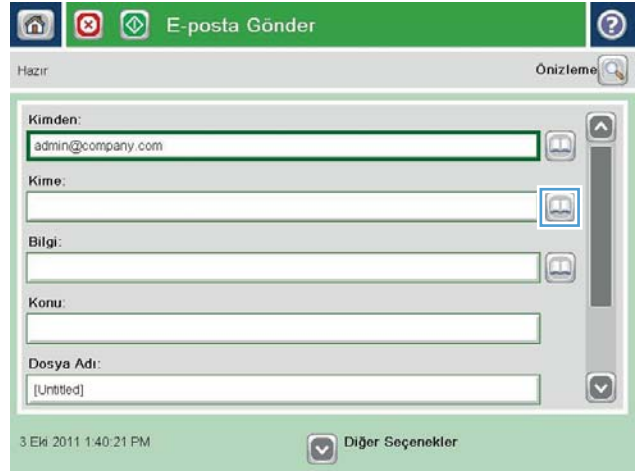 E-posta Gönder
Hazır
Önizleme
Kimden:
admin@company.com
Kime:
Bilgi:
Konu:
Dosya Adı:
[Untitled]
3 Eki 2011 1:40:21 PM
Diğer Seçenekler